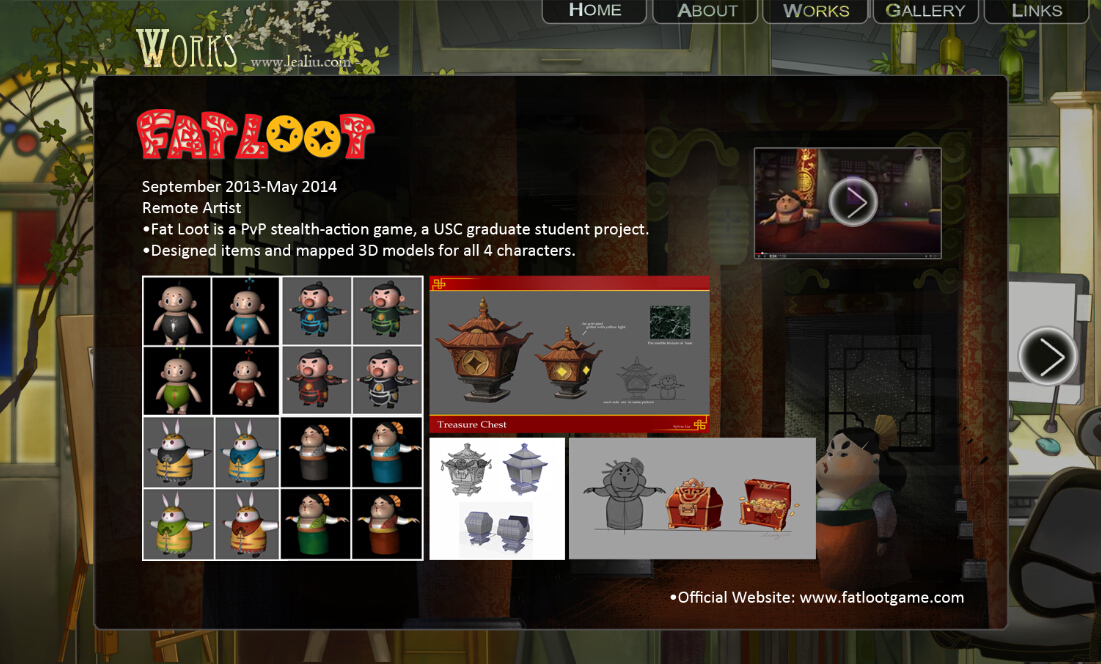 HOME
ABOUT
WORKS
GALLERY
LINKS
WORKS - www.lealiu.com -
FAT LOOT
September 2013-May 2014
Remote Artist
•Fat Loot is a PvP stealth-action game, a USC graduate student project.
•Designed items and mapped 3D models for all 4 characters.
Treasure Chest
•Official Website: www.fatlootgame.com